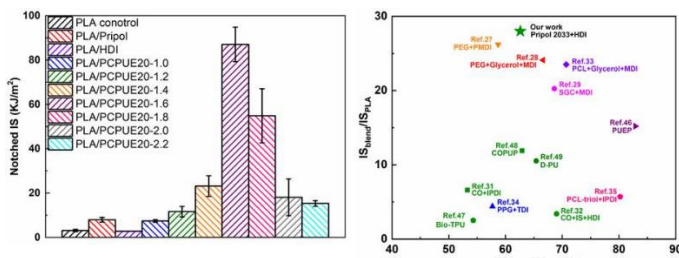 Notched IS (KJ/m²)
100
80
60
40
20
0
PLA conotrol
PLA/Pripol
PLA/HDI
PLA/PCPUE20-1.0
PLA/PCPUE20-1.2
PLA/PCPUE20-1.4
PLA/PCPUE20-1.6
PLA/PCPUE20-1.8
PLA/PCPUE20-2.0
PLA/PCPUE20-2.2
IS_blend/IS_PLA
30
25
20
15
10
5
0
40
50
60
70
80
90
Our work
Pripol 2033+HDI
Ref.27
PEG+PMDI
Ref.28
PEG+Glycerol+MDI
Ref.33
PCL+Glycerol+MDI
Ref.29
SGC+MDI
Ref.46
PUEP
Ref.48
COPUP
Ref.49
D-PU
Ref.31
CO+IPDI
Ref.34
PPG+TDI
Ref.35
PCL-triol+IPDI
Ref.32
CO+IS+HDI
Ref.47
Bio-TPU